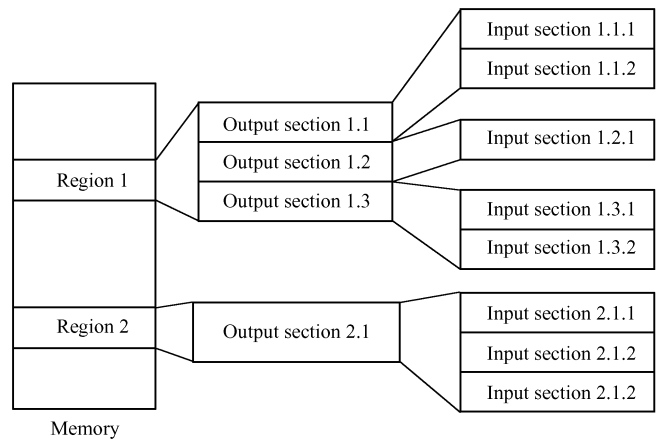 Region 1
Region 2
Memory
Output section 1.1
Output section 1.2
Output section 1.3
Output section 2.1
Input section 1.1.1
Input section 1.1.2
Input section 1.2.1
Input section 1.3.1
Input section 1.3.2
Input section 2.1.1
Input section 2.1.2
Input section 2.1.2